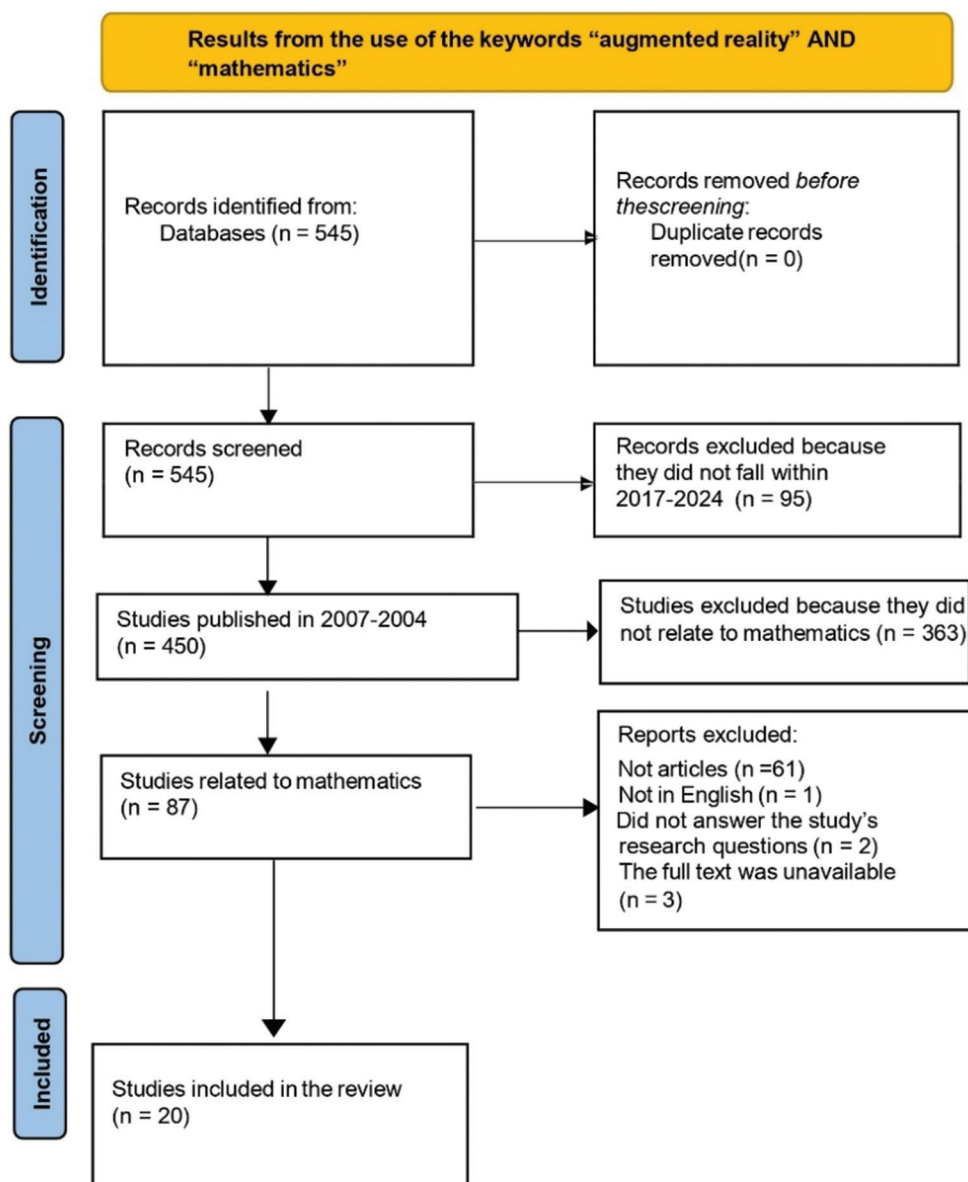 Results from the use of the keywords “augmented reality” AND
“mathematics”
Identification
Records identified from:
Databases (n = 545)
Records removed before
thescreening:
Duplicate records
removed(n = 0)
Screening
Records screened
(n = 545)
Records excluded because
they did not fall within
2017-2024 (n = 95)
Studies published in 2007-2004
(n = 450)
Studies excluded because they did
not relate to mathematics (n = 363)
Studies related to mathematics
(n = 87)
Reports excluded:
Not articles (n =61)
Not in English (n = 1)
Did not answer the study’s
research questions (n = 2)
The full text was unavailable
(n = 3)
Included
Studies included in the review
(n = 20)